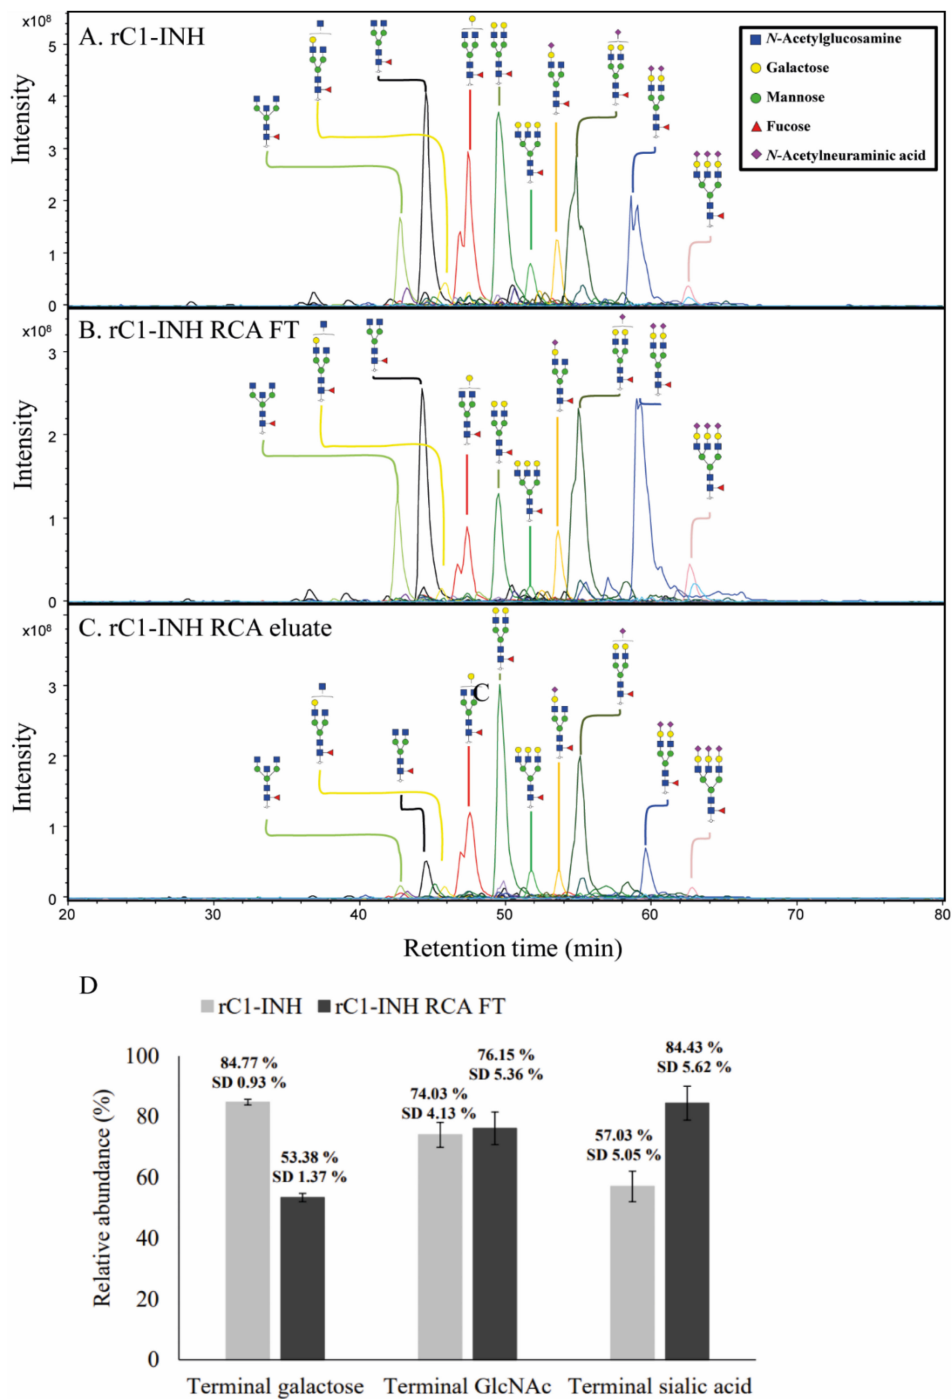 x10⁸
A. rC1-INH
5
4
3
2
1
0
Intensity
N-Acetylglucosamine
Galactose
Mannose
Fucose
N-Acetylneuraminic acid
x10⁸
B. rC1-INH RCA FT
3
2
1
0
Intensity
x10⁸
C. rC1-INH RCA eluate
C
3
2
1
0
Intensity
20 30 40 50 60 70 80
Retention time (min)
D
rC1-INH rC1-INH RCA FT
100
80
60
40
20
0
Relative abundance (%)
84.77 %
SD 0.93 %
53.38 %
SD 1.37 %
74.03 %
SD 4.13 %
76.15 %
SD 5.36 %
57.03 %
SD 5.05 %
84.43 %
SD 5.62 %
Terminal galactose Terminal GlcNAc Terminal sialic acid